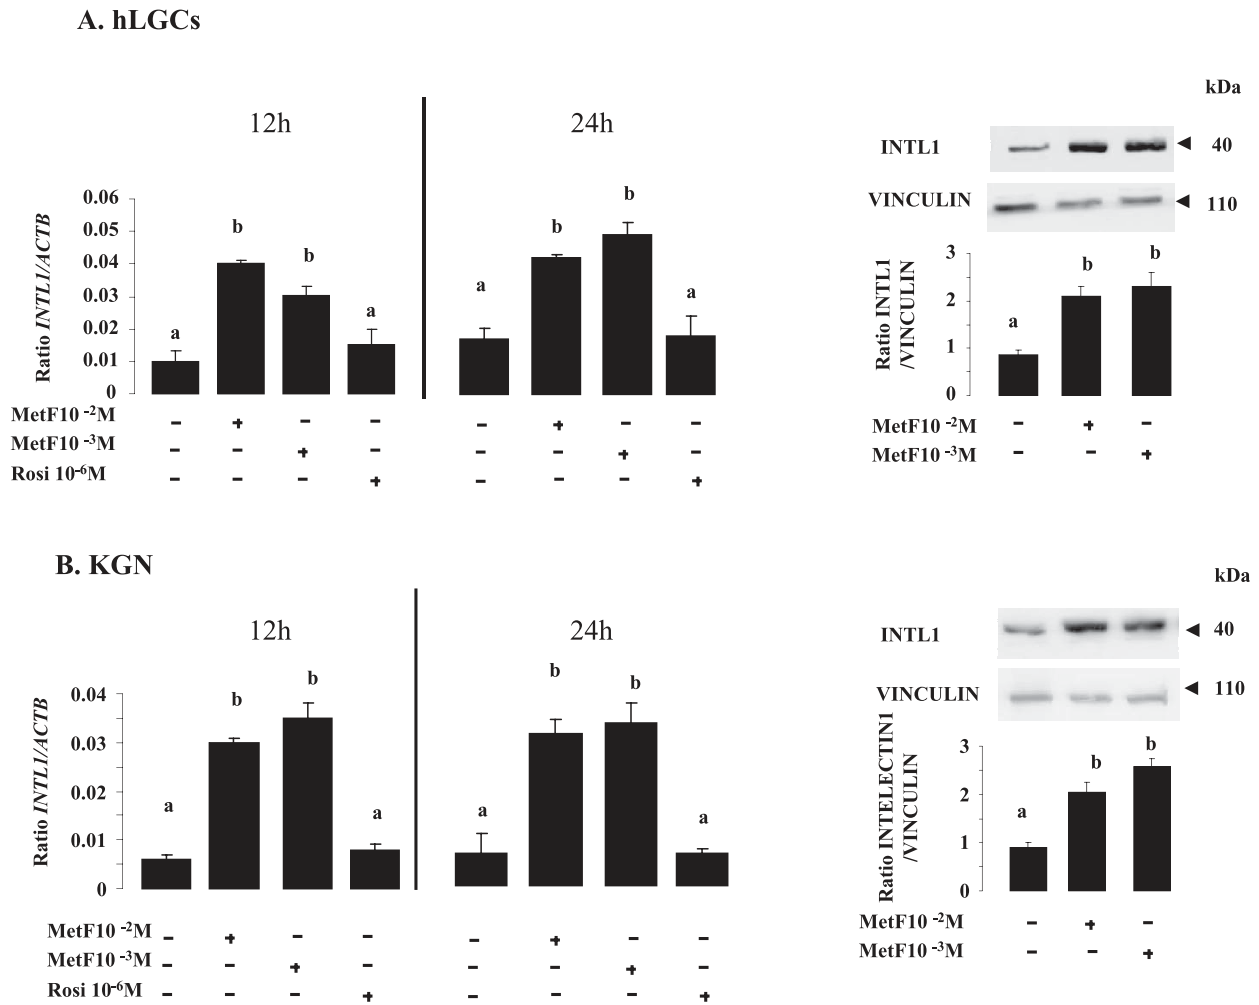 A. hLGCs
12h
24h
Ratio INTL1/ACTB
0.06
0.05
0.04
0.03
0.02
0.01
0
a
b
b
a
a
b
b
a
MetF10 -2M − + − − − + − −
MetF10 -3M − − + − − − + −
Rosi 10-6M − − − + − − − +
kDa
INTL1 40
VINCULIN 110
Ratio INTL1
/VINCULIN
3
2
1
0
a
b
b
MetF10 -2M − + −
MetF10 -3M − − +
B. KGN
12h
24h
Ratio INTL1/ACTB
0.04
0.03
0.02
0.01
0
a
b
b
a
a
b
b
a
MetF10 -2M − + − − − + − −
MetF10 -3M − − + − − − + −
Rosi 10-6M − − − + − − − +
kDa
INTL1 40
VINCULIN 110
Ratio INTELECTIN1
/VINCULIN
3
2
1
0
a
b
b
MetF10 -2M − + −
MetF10 -3M − − +